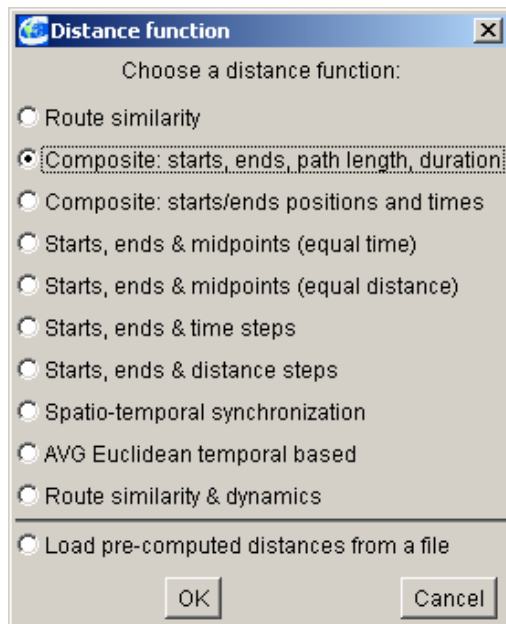 Distance function
Choose a distance function:
Route similarity
Composite: starts, ends, path length, duration
Composite: starts/ends positions and times
Starts, ends & midpoints (equal time)
Starts, ends & midpoints (equal distance)
Starts, ends & time steps
Starts, ends & distance steps
Spatio-temporal synchronization
AVG Euclidean temporal based
Route similarity & dynamics
Load pre-computed distances from a file
OK Cancel